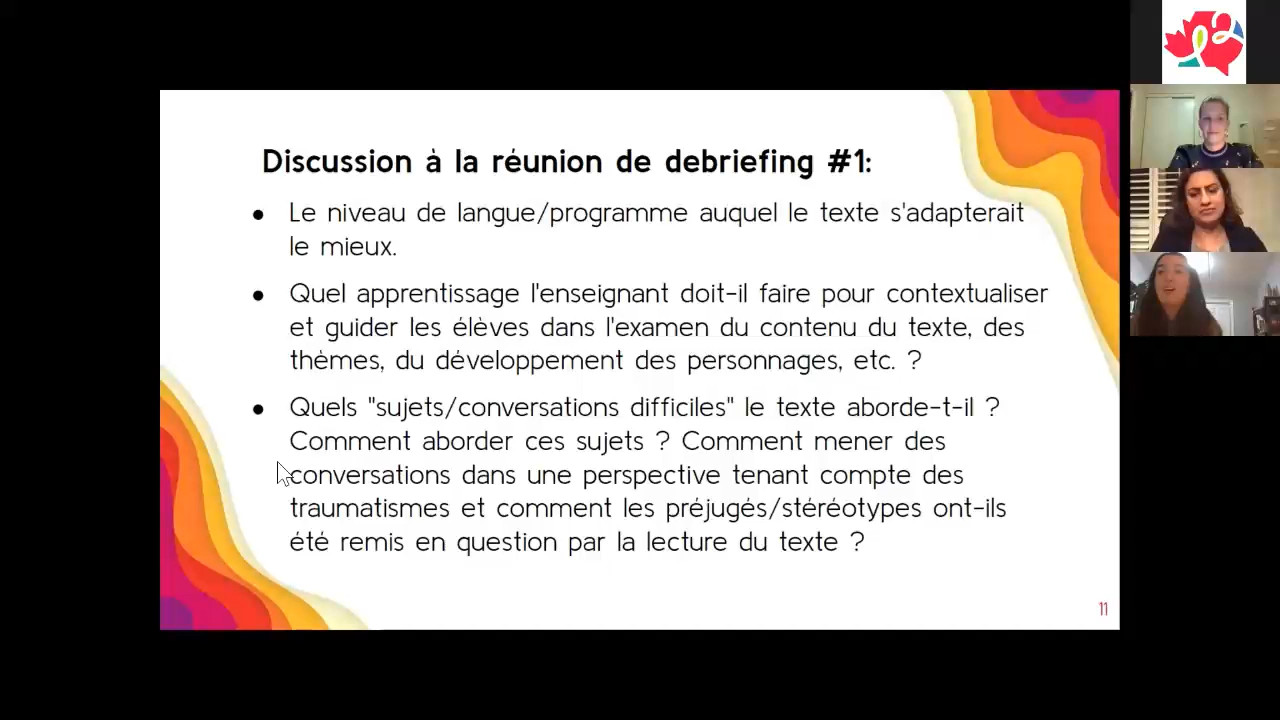 Discussion à la réunion de debriefing #1:
● Le niveau de langue/programme auquel le texte s'adapterait
le mieux.
● Quel apprentissage l'enseignant doit-il faire pour contextualiser
et guider les élèves dans l'examen du contenu du texte, des
thèmes, du développement des personnages, etc. ?
● Quels "sujets/conversations difficiles" le texte aborde-t-il ?
Comment aborder ces sujets ? Comment mener des
conversations dans une perspective tenant compte des
traumatismes et comment les préjugés/stéréotypes ont-ils
été remis en question par la lecture du texte ?
11